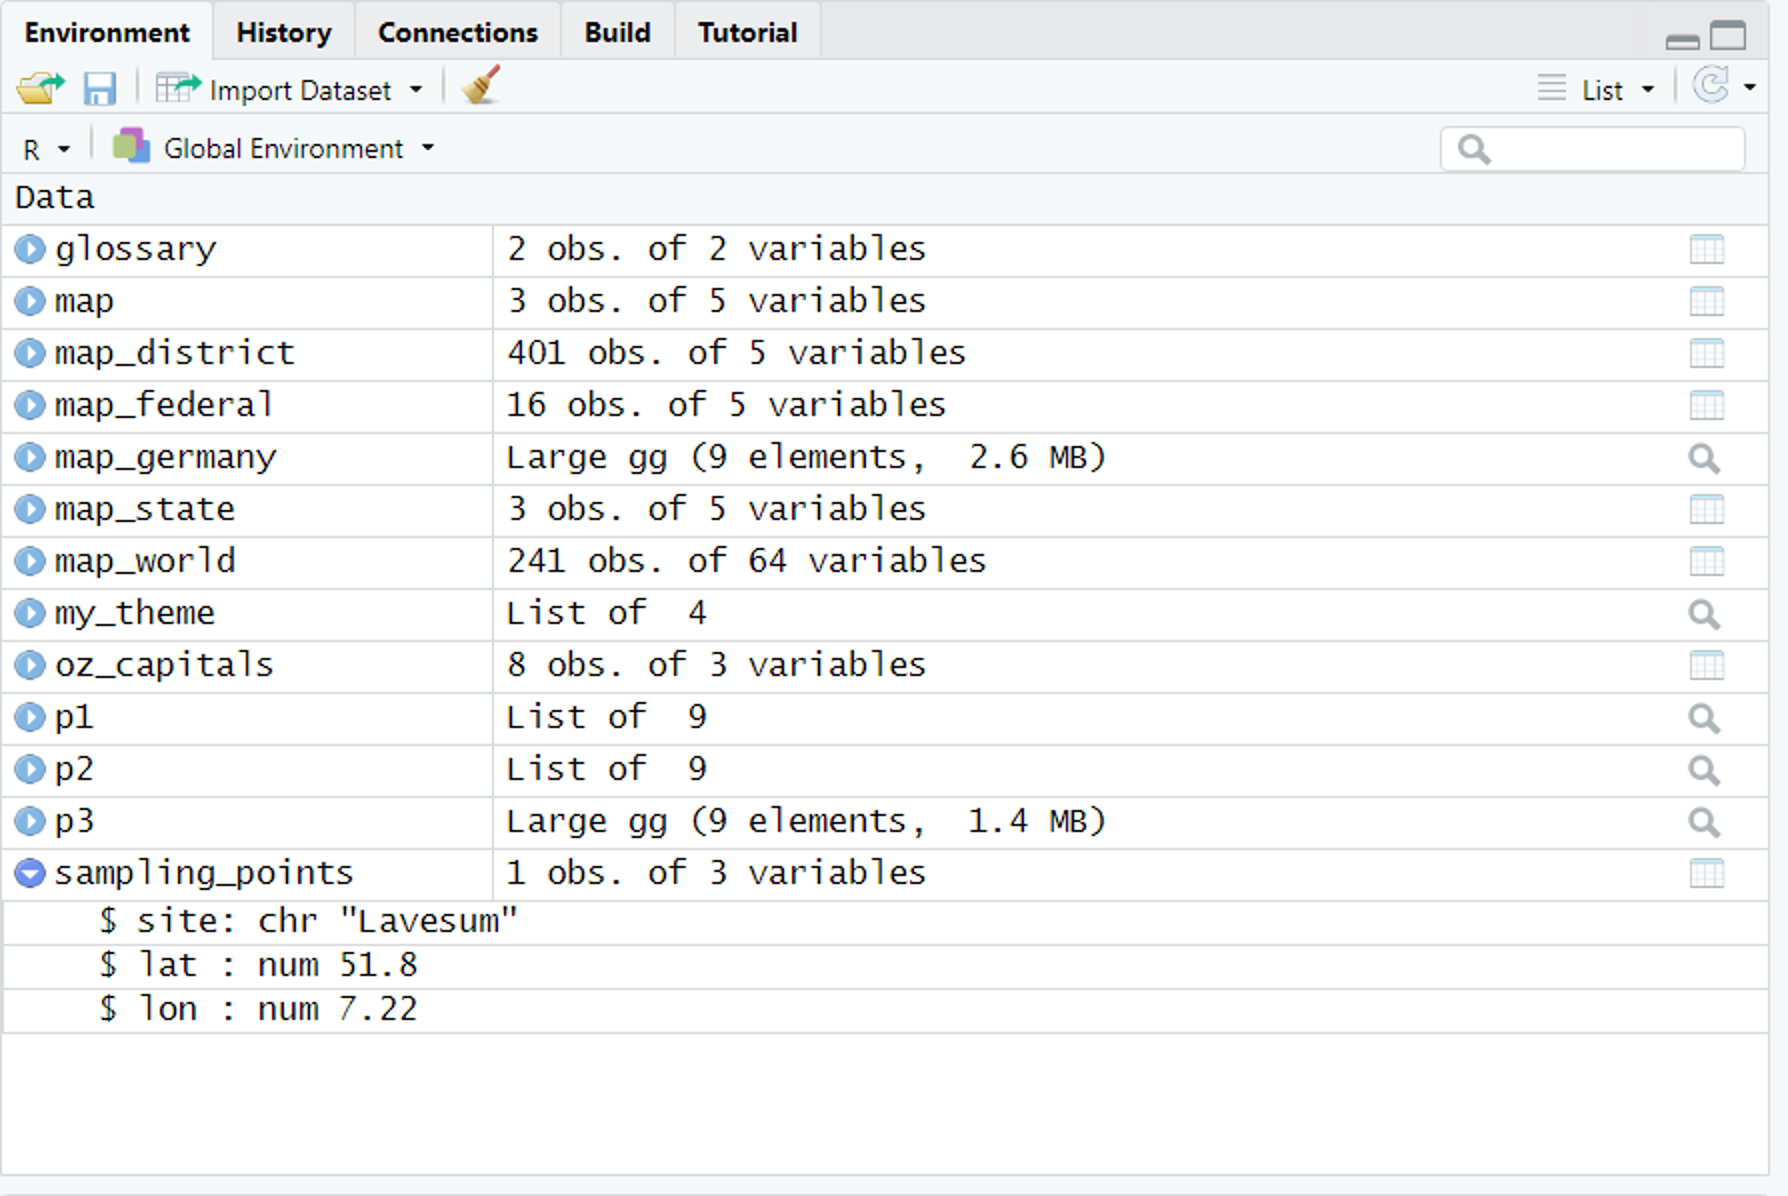 Environment History Connections Build Tutorial
Import Dataset List
R Global Environment
Data
glossary 2 obs. of 2 variables
map 3 obs. of 5 variables
map_district 401 obs. of 5 variables
map_federal 16 obs. of 5 variables
map_germany Large gg (9 elements,  2.6 MB)
map_state 3 obs. of 5 variables
map_world 241 obs. of 64 variables
my_theme List of  4
oz_capitals 8 obs. of 3 variables
p1 List of  9
p2 List of  9
p3 Large gg (9 elements,  1.4 MB)
sampling_points 1 obs. of 3 variables
$ site: chr "Lavesum"
$ lat : num 51.8
$ lon : num 7.22